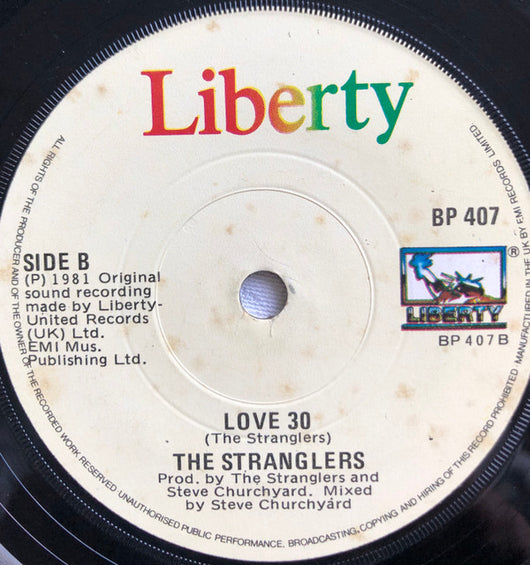 Liberty
BP 407
SIDE B
(P) 1981 Original
sound recording
made by Liberty-
United Records
(UK) Ltd.
EMI Mus.
Publishing Ltd.
®
LIBERTY
BP 407 B
LOVE 30
(The Stranglers)
THE STRANGLERS
Prod. by The Stranglers and
Steve Churchyard. Mixed
by Steve Churchyard
ALL RIGHTS OF THE PRODUCER AND OF THE OWNER OF THE RECORDED WORK RESERVED UNAUTHORISED PUBLIC PERFORMANCE, BROADCASTING, COPYING AND HIRING OF THIS RECORD PROHIBITED. MANUFACTURED IN THE UK BY EMI RECORDS LIMITED